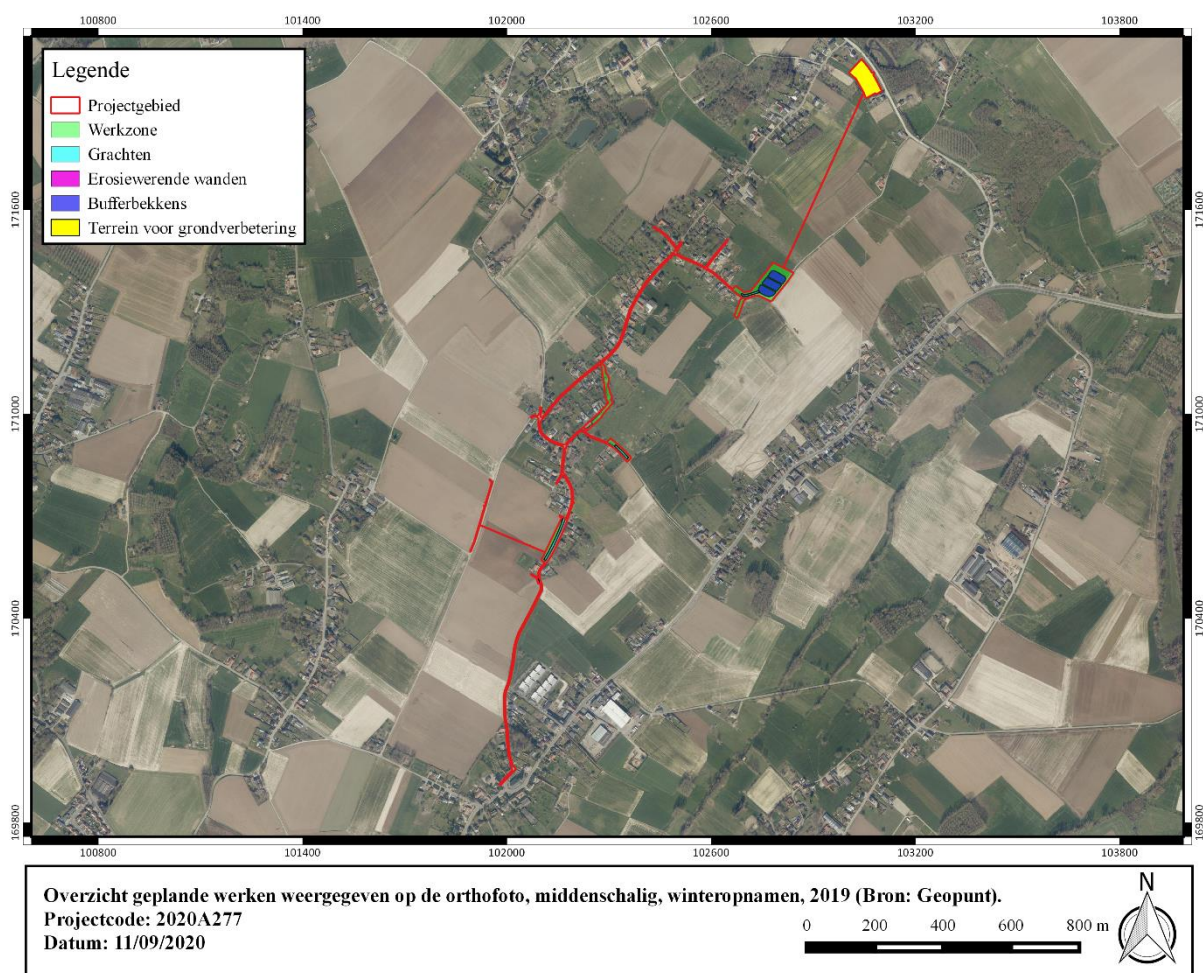 100800 101400 102000 102600 103200 103800
Legende
Projectgebied
Werkzone
Grachten
Erosiewerende wanden
Bufferbekkens
Terrein voor grondverbetering
171600 171600
171000 171000
170400 170400
169800 169800
100800 101400 102000 102600 103200 103800
Overzicht geplande werken weergegeven op de orthofoto, middenschalig, winteropnamen, 2019 (Bron: Geopunt).
Projectcode: 2020A277
Datum: 11/09/2020
0 200 400 600 800 m
N